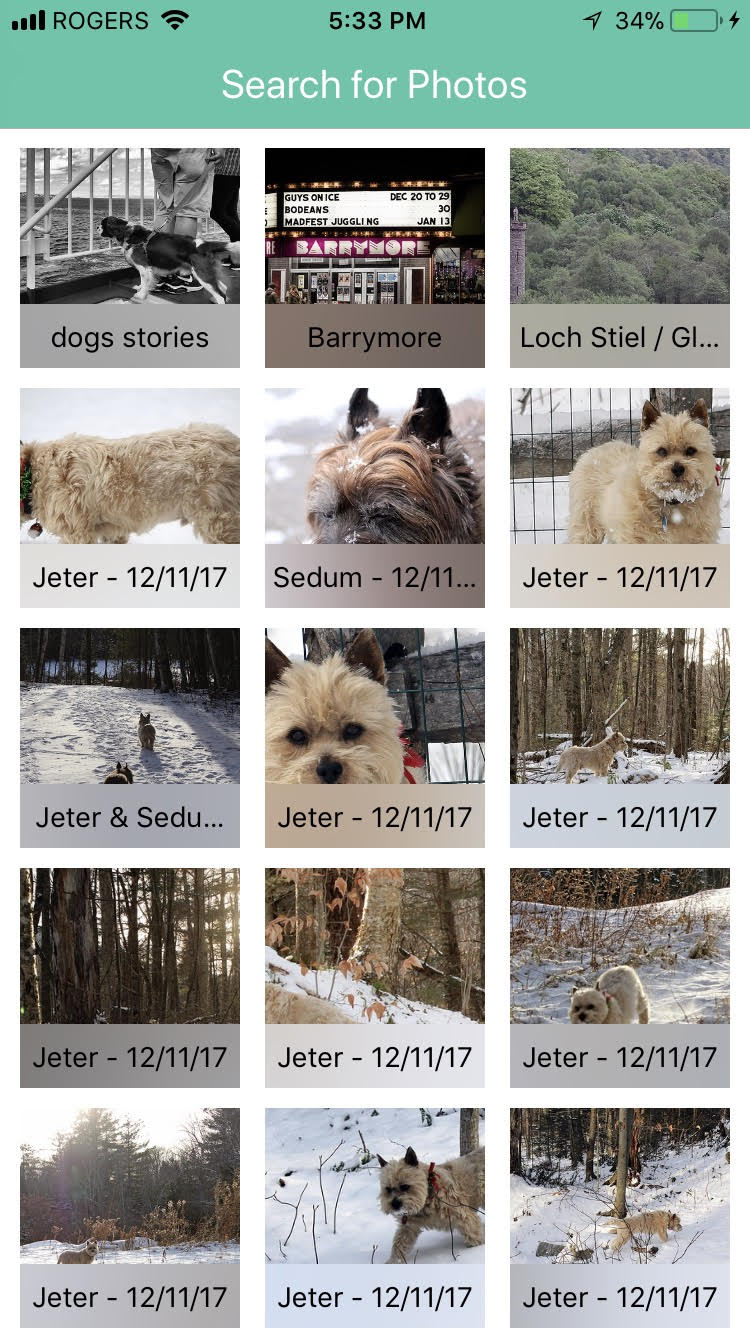 ROGERS 5:33 PM 34%
Search for Photos
GUYS ON ICE DEC 20 TO 29
BODEANS 30
MADFEST JUGGLING JAN 13
BARRYMORE
dogs stories Barrymore Loch Stiel / Gl...
Jeter - 12/11/17 Sedum - 12/11... Jeter - 12/11/17
Jeter & Sedu... Jeter - 12/11/17 Jeter - 12/11/17
Jeter - 12/11/17 Jeter - 12/11/17 Jeter - 12/11/17
Jeter - 12/11/17 Jeter - 12/11/17 Jeter - 12/11/17